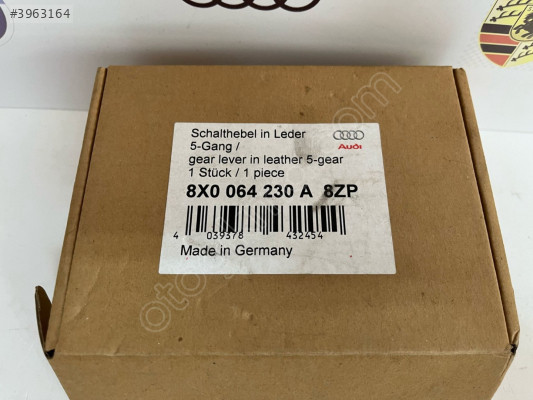 #3963164
Schalthebel in Leder
5-Gang /
gear lever in leather 5-gear
1 Stück / 1 piece
Audi
8X0 064 230 A 8ZP
4 039378 432454
Made in Germany